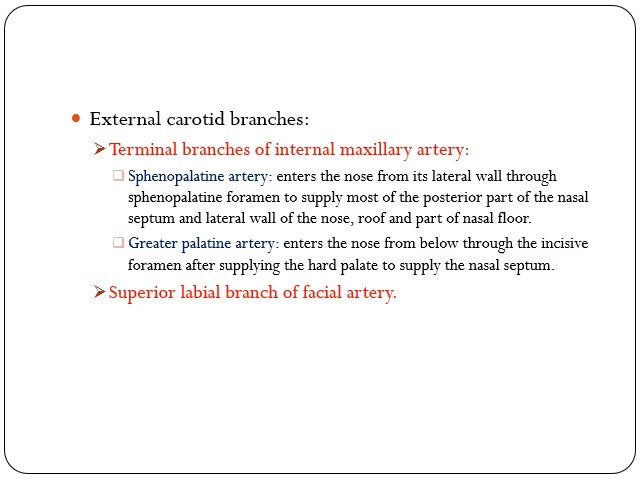 External carotid branches:
Terminal branches of internal maxillary artery:
Sphenopalatine artery: enters the nose from its lateral wall through
sphenopalatine foramen to supply most of the posterior part of the nasal
septum and lateral wall of the nose, roof and part of nasal floor.
Greater palatine artery: enters the nose from below through the incisive
foramen after supplying the hard palate to supply the nasal septum.
Superior labial branch of facial artery.